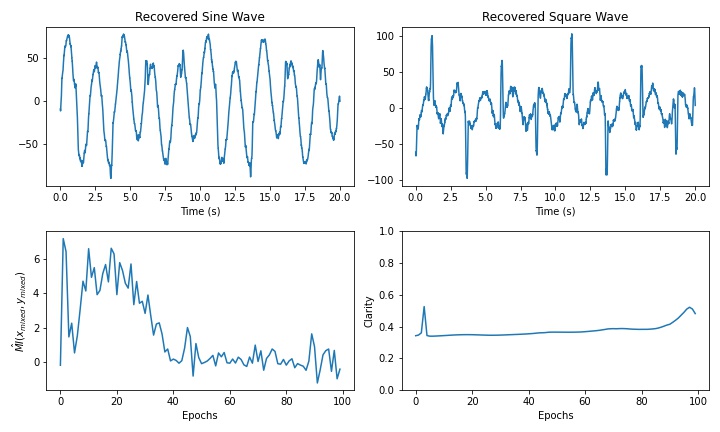 Recovered Sine Wave
50
0
−50
0.0 2.5 5.0 7.5 10.0 12.5 15.0 17.5 20.0
Time (s)
Recovered Square Wave
100
50
0
−50
−100
0.0 2.5 5.0 7.5 10.0 12.5 15.0 17.5 20.0
Time (s)
M̂I(x_mixed, y_mixed)
6
4
2
0
0 20 40 60 80 100
Epochs
Clarity
1.0
0.8
0.6
0.4
0.2
0.0
0 20 40 60 80 100
Epochs